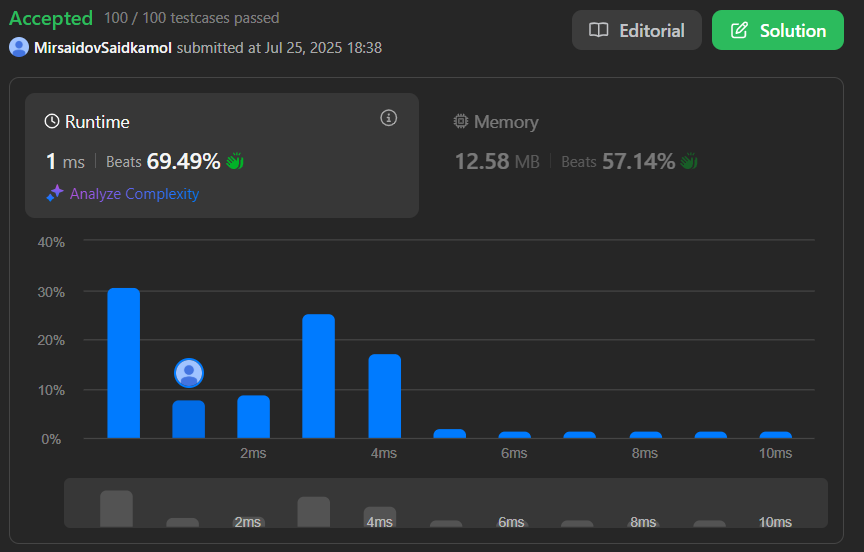 Accepted 100 / 100 testcases passed
MirsaidovSaidkamol submitted at Jul 25, 2025 18:38
Editorial
Solution
Runtime
1 ms Beats 69.49%
Analyze Complexity
Memory
12.58 MB Beats 57.14%
40%
30%
20%
10%
0%
2ms 4ms 6ms 8ms 10ms
2ms 4ms 6ms 8ms 10ms